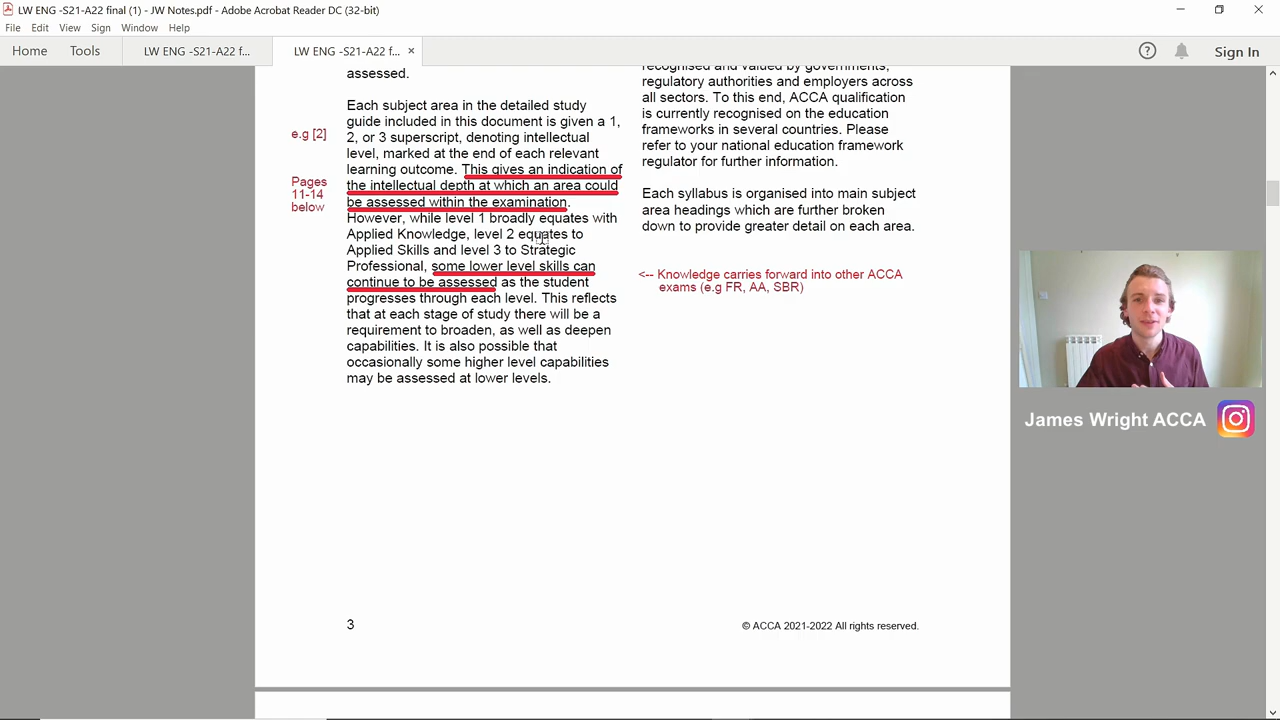 LW ENG -S21-A22 final (1) - JW Notes.pdf - Adobe Acrobat Reader DC (32-bit)
File Edit View Sign Window Help
Home Tools LW ENG -S21-A22 f... LW ENG -S21-A22 f... × Sign In
assessed.
Each subject area in the detailed study
guide included in this document is given a 1,
2, or 3 superscript, denoting intellectual
level, marked at the end of each relevant
learning outcome. This gives an indication of
the intellectual depth at which an area could
be assessed within the examination.
However, while level 1 broadly equates with
Applied Knowledge, level 2 equates to
Applied Skills and level 3 to Strategic
Professional, some lower level skills can
continue to be assessed as the student
progresses through each level. This reflects
that at each stage of study there will be a
requirement to broaden, as well as deepen
capabilities. It is also possible that
occasionally some higher level capabilities
may be assessed at lower levels.
e.g [2]
Pages
11-14
below
recognised and valued by governments,
regulatory authorities and employers across
all sectors. To this end, ACCA qualification
is currently recognised on the education
frameworks in several countries. Please
refer to your national education framework
regulator for further information.
Each syllabus is organised into main subject
area headings which are further broken
down to provide greater detail on each area.
<-- Knowledge carries forward into other ACCA
exams (e.g FR, AA, SBR)
James Wright ACCA
3
© ACCA 2021-2022 All rights reserved.